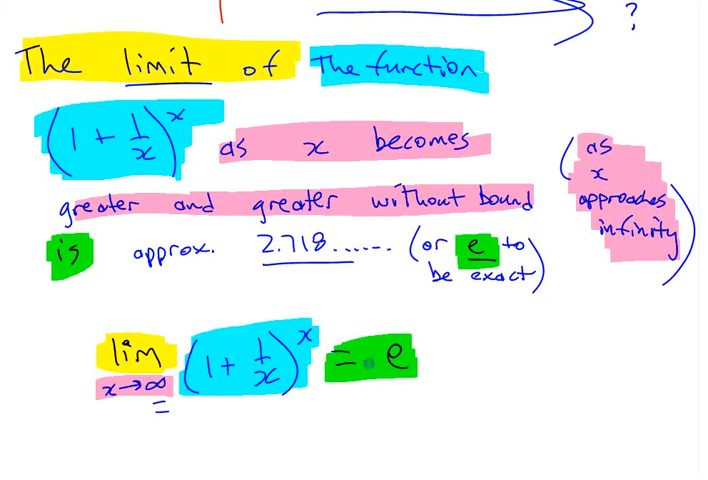 ?
The limit of the function
(1 + 1/x)^x as x becomes
greater and greater without bound
is approx. 2.718...... (or e to
be exact)
(as
x
approaches
infinity)
lim x→∞ (1 + 1/x)^x = e